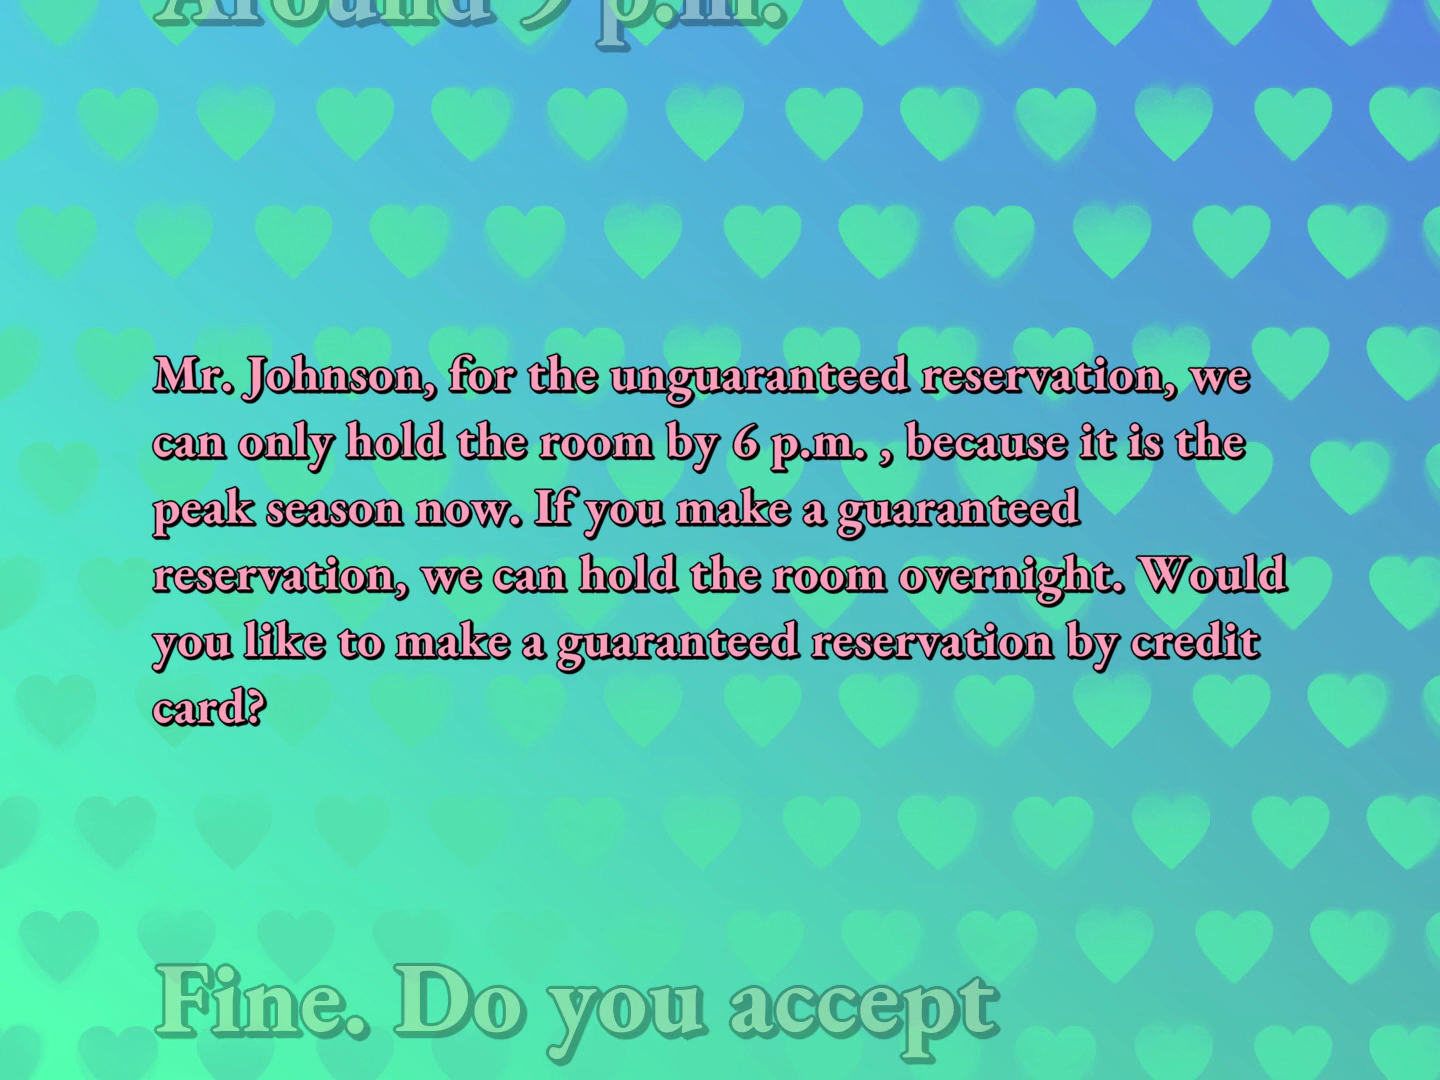 Around 9 p.m.
Mr. Johnson, for the unguaranteed reservation, we
can only hold the room by 6 p.m. , because it is the
peak season now. If you make a guaranteed
reservation, we can hold the room overnight. Would
you like to make a guaranteed reservation by credit
card?
Fine. Do you accept